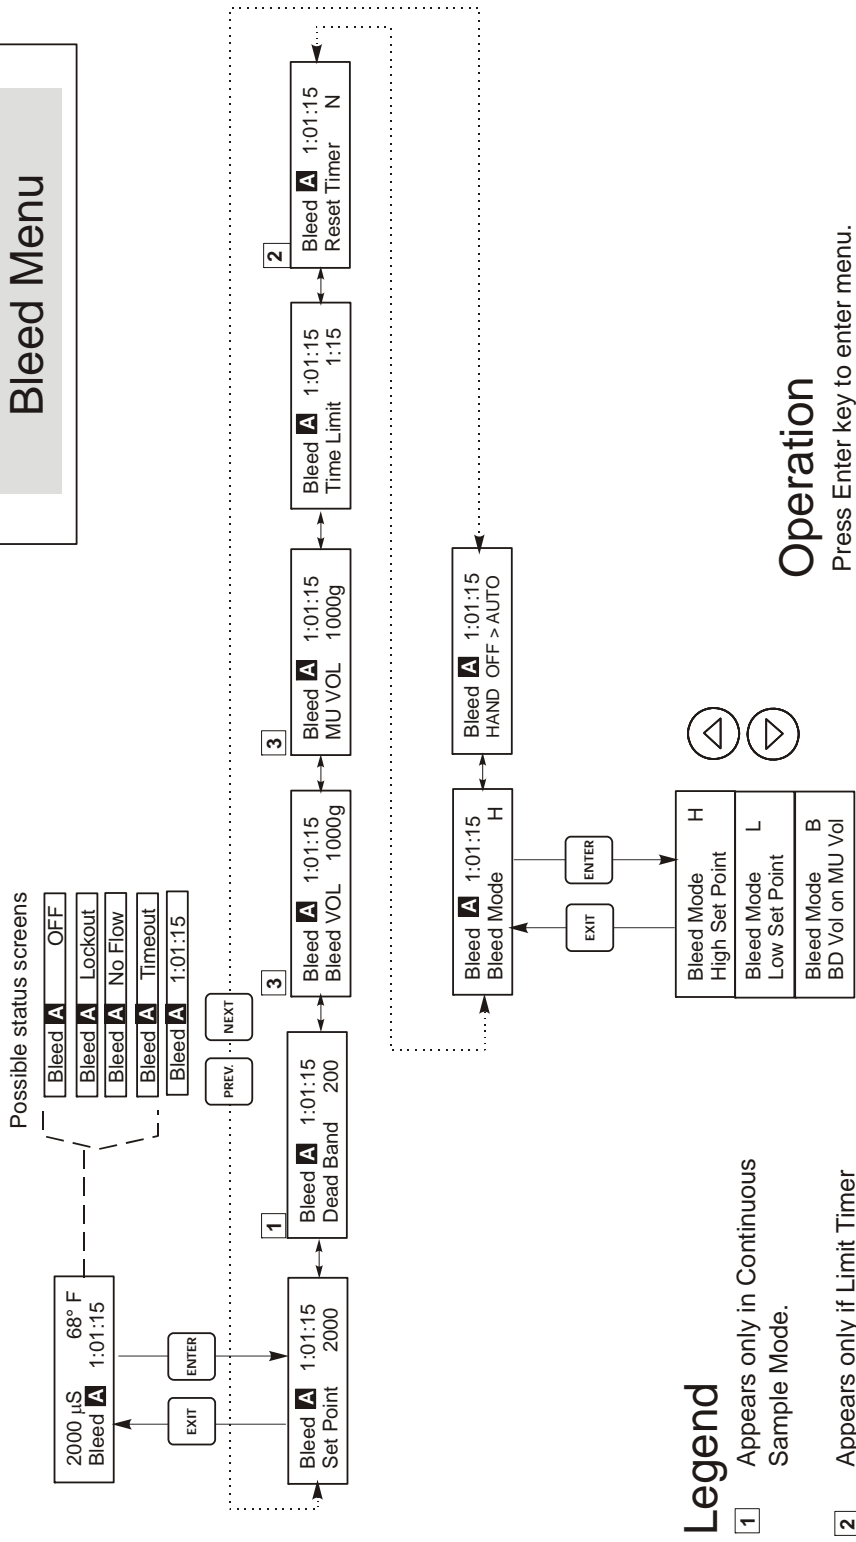 Bleed Menu
Possible status screens
Bleed A OFF
Bleed A Lockout
Bleed A No Flow
Bleed A Timeout
Bleed A 1:01:15
2000 µS 68° F
Bleed A 1:01:15
EXIT
ENTER
PREV.
NEXT
Bleed A 1:01:15
Set Point 2000
1
Bleed A 1:01:15
Dead Band 200
3
Bleed A 1:01:15
Bleed VOL 1000g
3
Bleed A 1:01:15
MU VOL 1000g
Bleed A 1:01:15
Time Limit 1:15
2
Bleed A 1:01:15
Reset Timer N
Bleed A 1:01:15
Bleed Mode H
Bleed A 1:01:15
HAND OFF > AUTO
EXIT
ENTER
Bleed Mode H
High Set Point
Bleed Mode L
Low Set Point
Bleed Mode B
BD Vol on MU Vol
Legend
1 Appears only in Continuous
Sample Mode.
2 Appears only if Limit Timer
Operation
Press Enter key to enter menu.